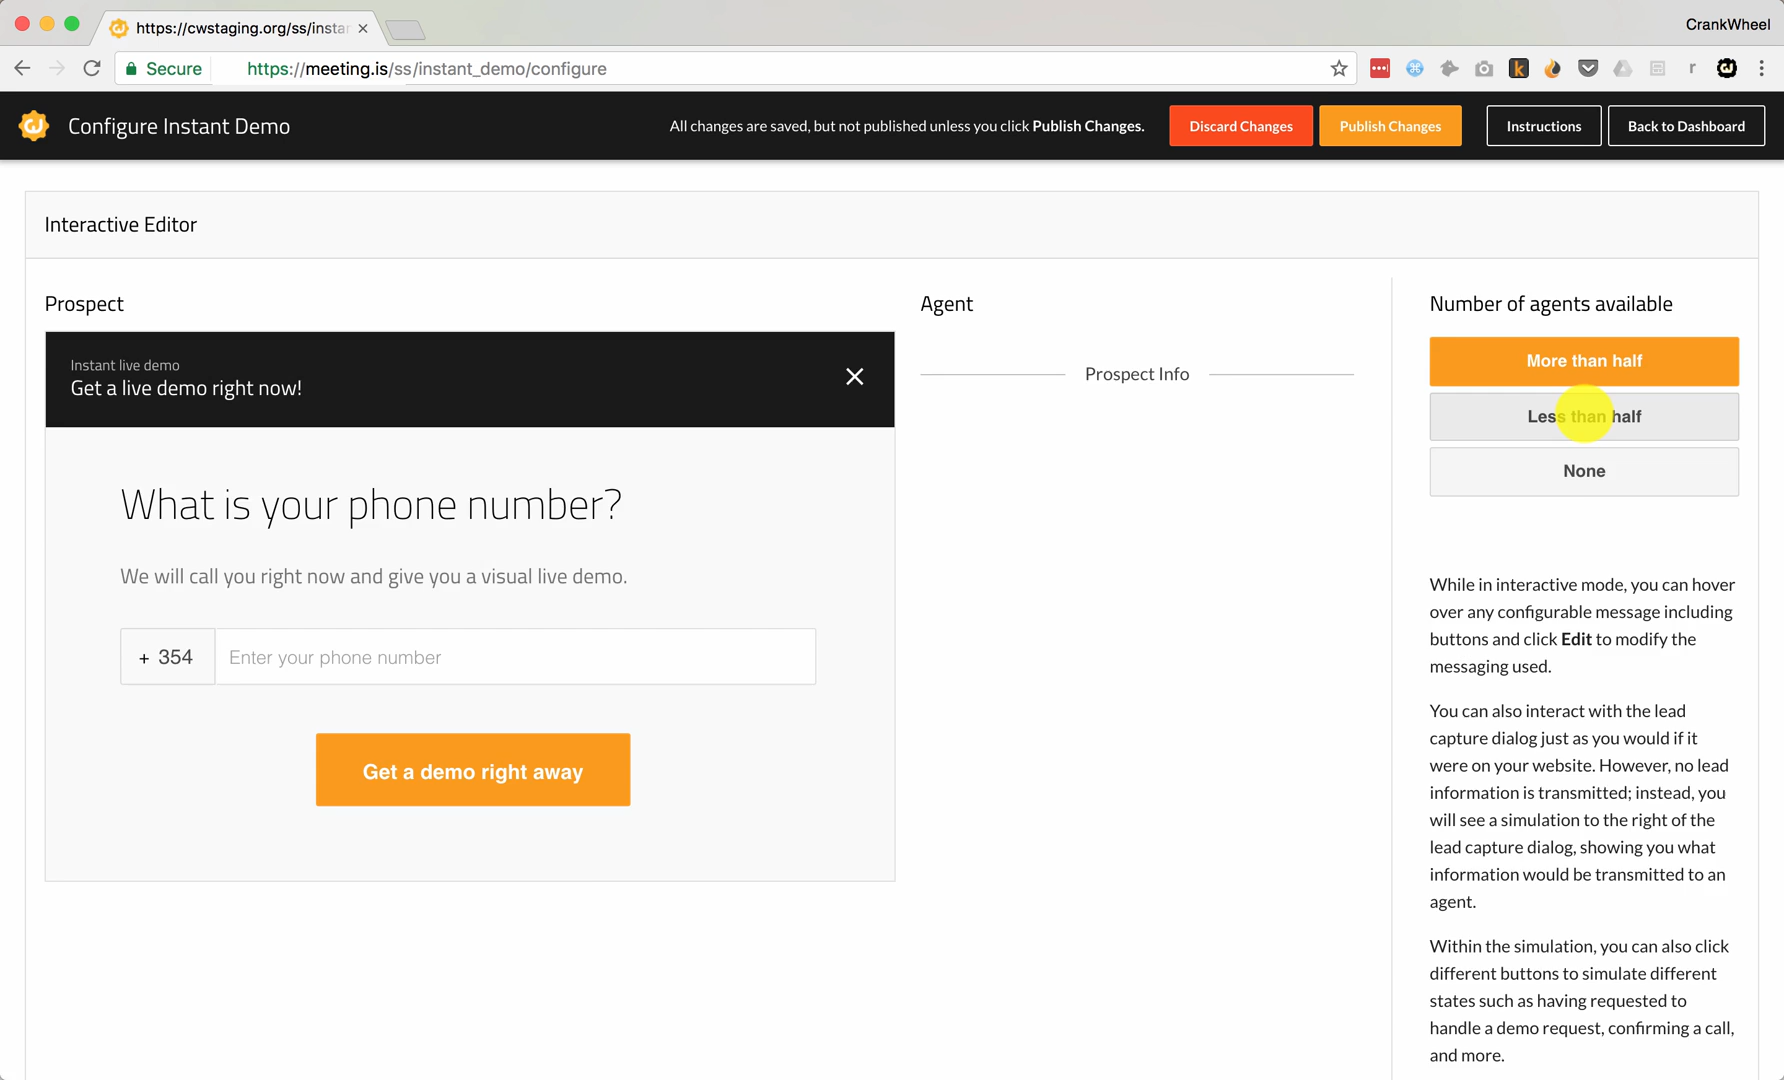 https://cwstaging.org/ss/insta
CrankWheel
Secure
https://meeting.is/ss/instant_demo/configure
Configure Instant Demo
All changes are saved, but not published unless you click Publish Changes.
Discard Changes
Publish Changes
Instructions
Back to Dashboard
Interactive Editor
Prospect
Instant live demo
Get a live demo right now!
What is your phone number?
We will call you right now and give you a visual live demo.
+ 354
Enter your phone number
Get a demo right away
Agent
Prospect Info
Number of agents available
More than half
Less than half
None
While in interactive mode, you can hover
over any configurable message including
buttons and click Edit to modify the
messaging used.
You can also interact with the lead
capture dialog just as you would if it
were on your website. However, no lead
information is transmitted; instead, you
will see a simulation to the right of the
lead capture dialog, showing you what
information would be transmitted to an
agent.
Within the simulation, you can also click
different buttons to simulate different
states such as having requested to
handle a demo request, confirming a call,
and more.